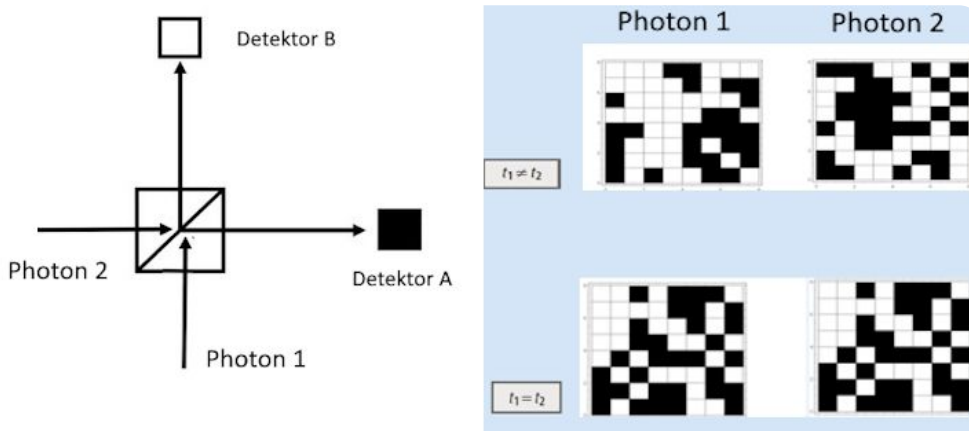 Detektor B
Photon 2
Detektor A
Photon 1
Photon 1
Photon 2
t₁ ≠ t₂
t₁ = t₂